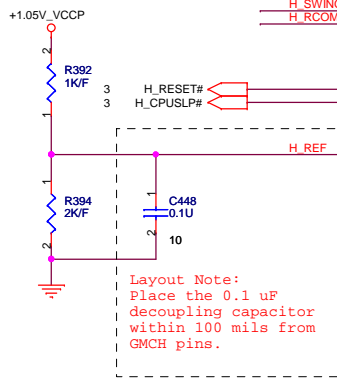 H_SWING
+1.05V_VCCP
H_RCOM
2
R392
1K/F
1
3 H_RESET#
3 H_CPUSLP#
H_REF
1
R394
2K/F
2
1
C448
0.1U
2
10
Layout Note:
Place the 0.1 uF
decoupling capacitor
within 100 mils from
GMCH pins.